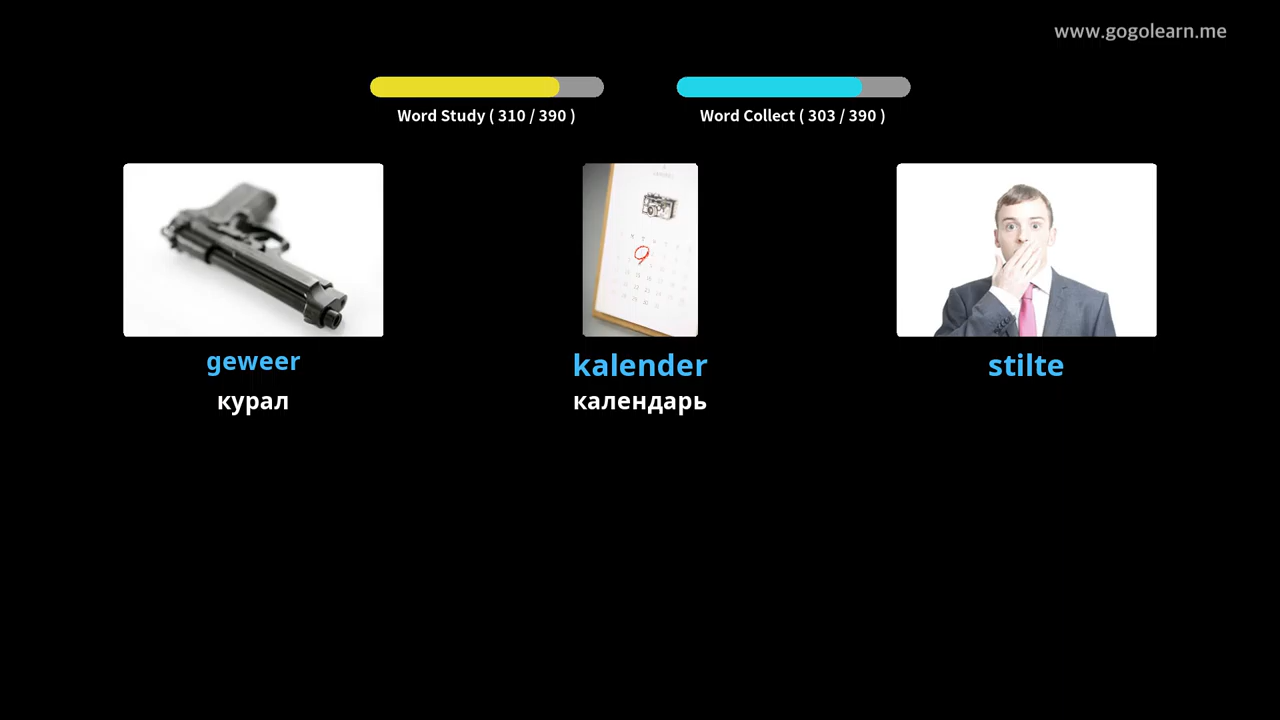 www.gogolearn.me
Word Study ( 310 / 390 )
Word Collect ( 303 / 390 )
geweer
kalender
stilte
курал
календарь